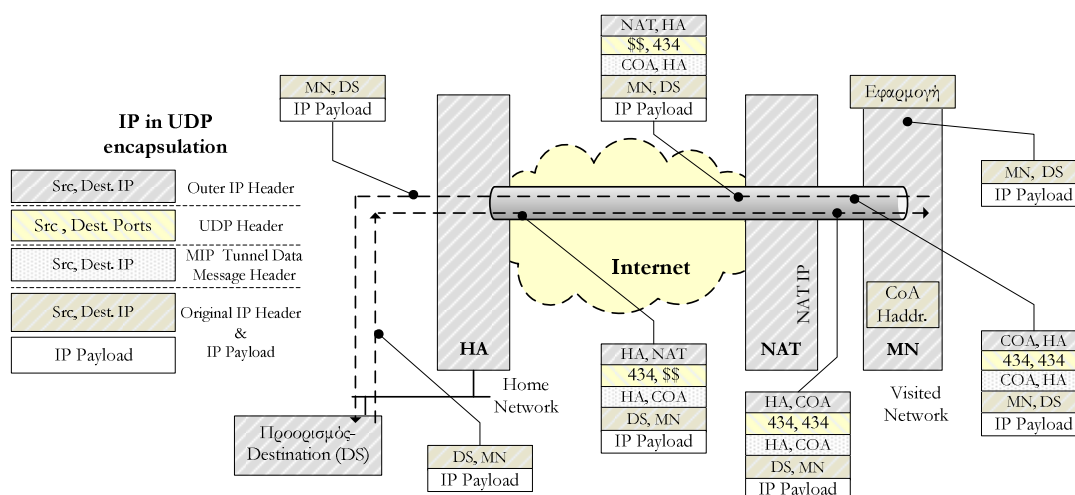 IP in UDP
encapsulation
Src, Dest. IP
Outer IP Header
Src , Dest. Ports
UDP Header
Src, Dest. IP
MIP Tunnel Data
Message Header
Src, Dest. IP
Original IP Header
&
IP Payload
IP Payload
MN, DS
IP Payload
NAT, HA
$$, 434
COA, HA
MN, DS
IP Payload
Εφαρμογή
MN, DS
IP Payload
Internet
NAT IP
CoA
Haddr.
HA
NAT
MN
Home
Network
Visited
Network
HA, NAT
434, $$
HA, COA
DS, MN
IP Payload
HA, COA
434, 434
HA, COA
DS, MN
IP Payload
COA, HA
434, 434
COA, HA
MN, DS
IP Payload
Προορισμός-
Destination (DS)
DS, MN
IP Payload